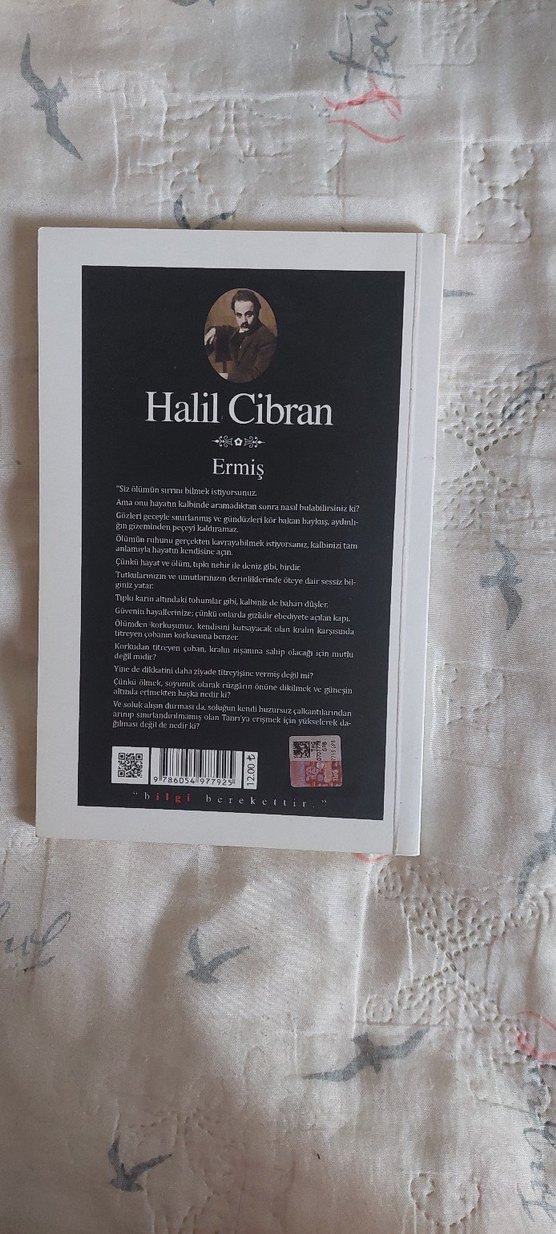 Halil Cibran
Ermiş
"Siz ölümün sırrını bilmek istiyorsunuz.
Ama onu hayatın kalbinde aramadıktan sonra nasıl bulabilirsiniz ki?
Gözleri geceyle sınırlanmış ve gündüzleri kör bakan baykuş, aydınlı-
ğın gizeminden peçeyi kaldıramaz.
Ölümün ruhunu gerçekten kavrayabilmek istiyorsanız, kalbinizi tam
anlamıyla hayatın kendisine açın.
Çünkü hayat ve ölüm, tıpkı nehir ile deniz gibi, birdir.
Tutkularınızın ve umutlarınızın derinliklerinde öteye dair sessiz bil-
giniz yatar.
Tıpkı karın altındaki tohumlar gibi, kalbiniz de baharı düşler.
Güvenin hayallerinize; çünkü onlarda gizlidir ebediyete açılan kapı.
Ölümden korkuşunuz, kendisini kutsayacak olan kralın karşısında
titreyen çobanın korkusuna benzer.
Korkudan titreyen çoban, kralın nişanına sahip olacağı için mutlu
değil midir?
Yine de dikkatini daha ziyade titreyişine vermiş değil mi?
Çünkü ölmek, soyunuk olarak rüzgârın önüne dikilmek ve güneşin
altında erimekten başka nedir ki?
Ve soluk alışın durması da, soluğun kendi huzursuz çalkantılarından
arınıp sınırlandırılmamış olan Tanrı'ya erişmek için yükselerek da-
ğılması değil de nedir ki?
9 786054 977925
12.00 ₺
"bilgi berekettir."